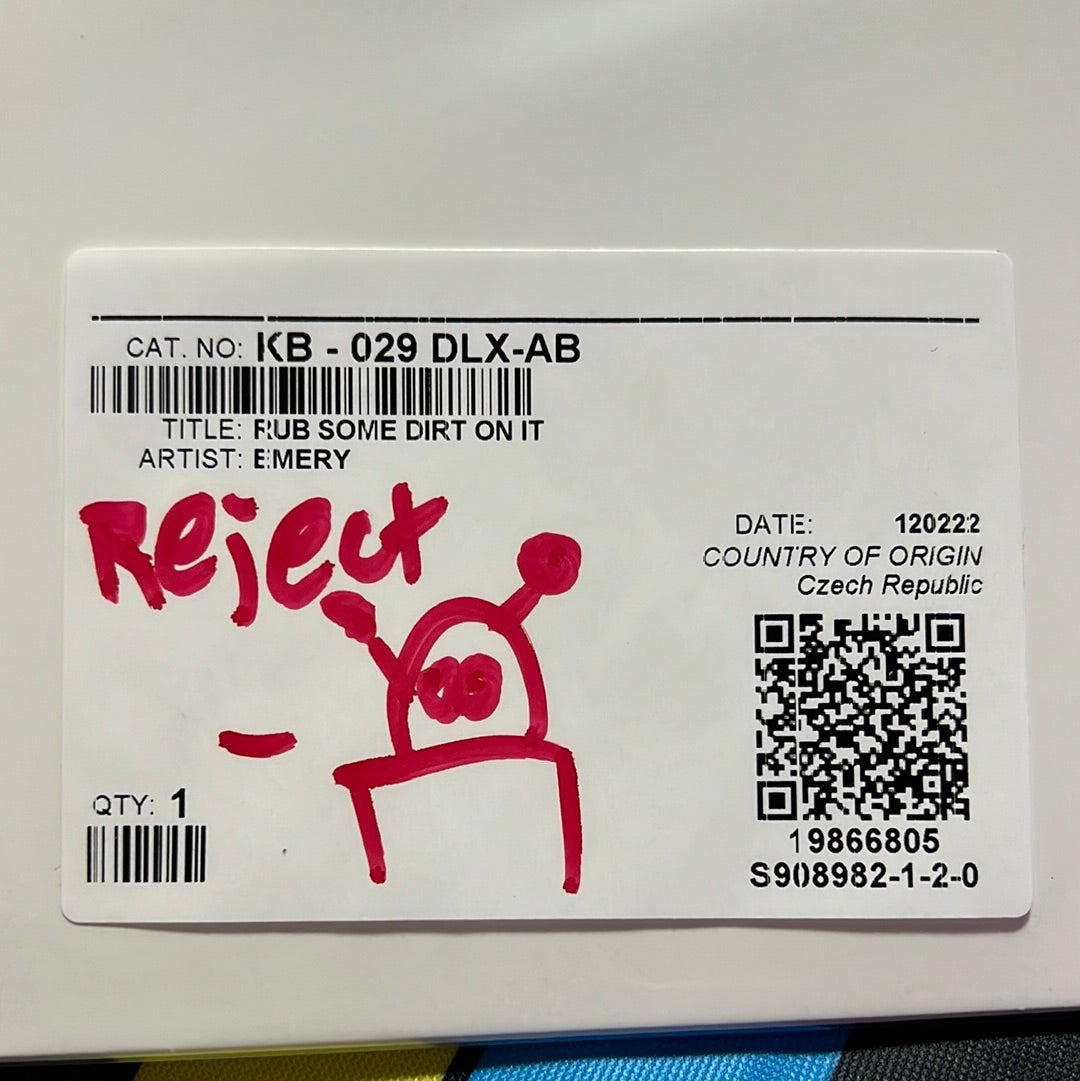 CAT. NO: KB - 029 DLX-AB
TITLE: RUB SOME DIRT ON IT
ARTIST: EMERY
Reject
DATE: 120222
COUNTRY OF ORIGIN
Czech Republic
QTY: 1
19866805
S908982-1-2-0